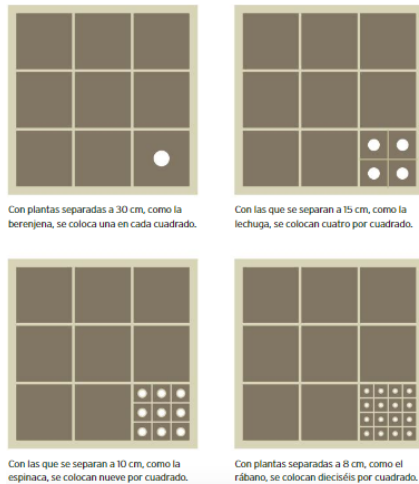 Con plantas separadas a 30 cm, como la
berenjena, se coloca una en cada cuadrado.
Con las que se separan a 15 cm, como la
lechuga, se colocan cuatro por cuadrado.
Con las que se separan a 10 cm, como la
espinaca, se colocan nueve por cuadrado.
Con plantas separadas a 8 cm, como el
rábano, se colocan dieciséis por cuadrado.